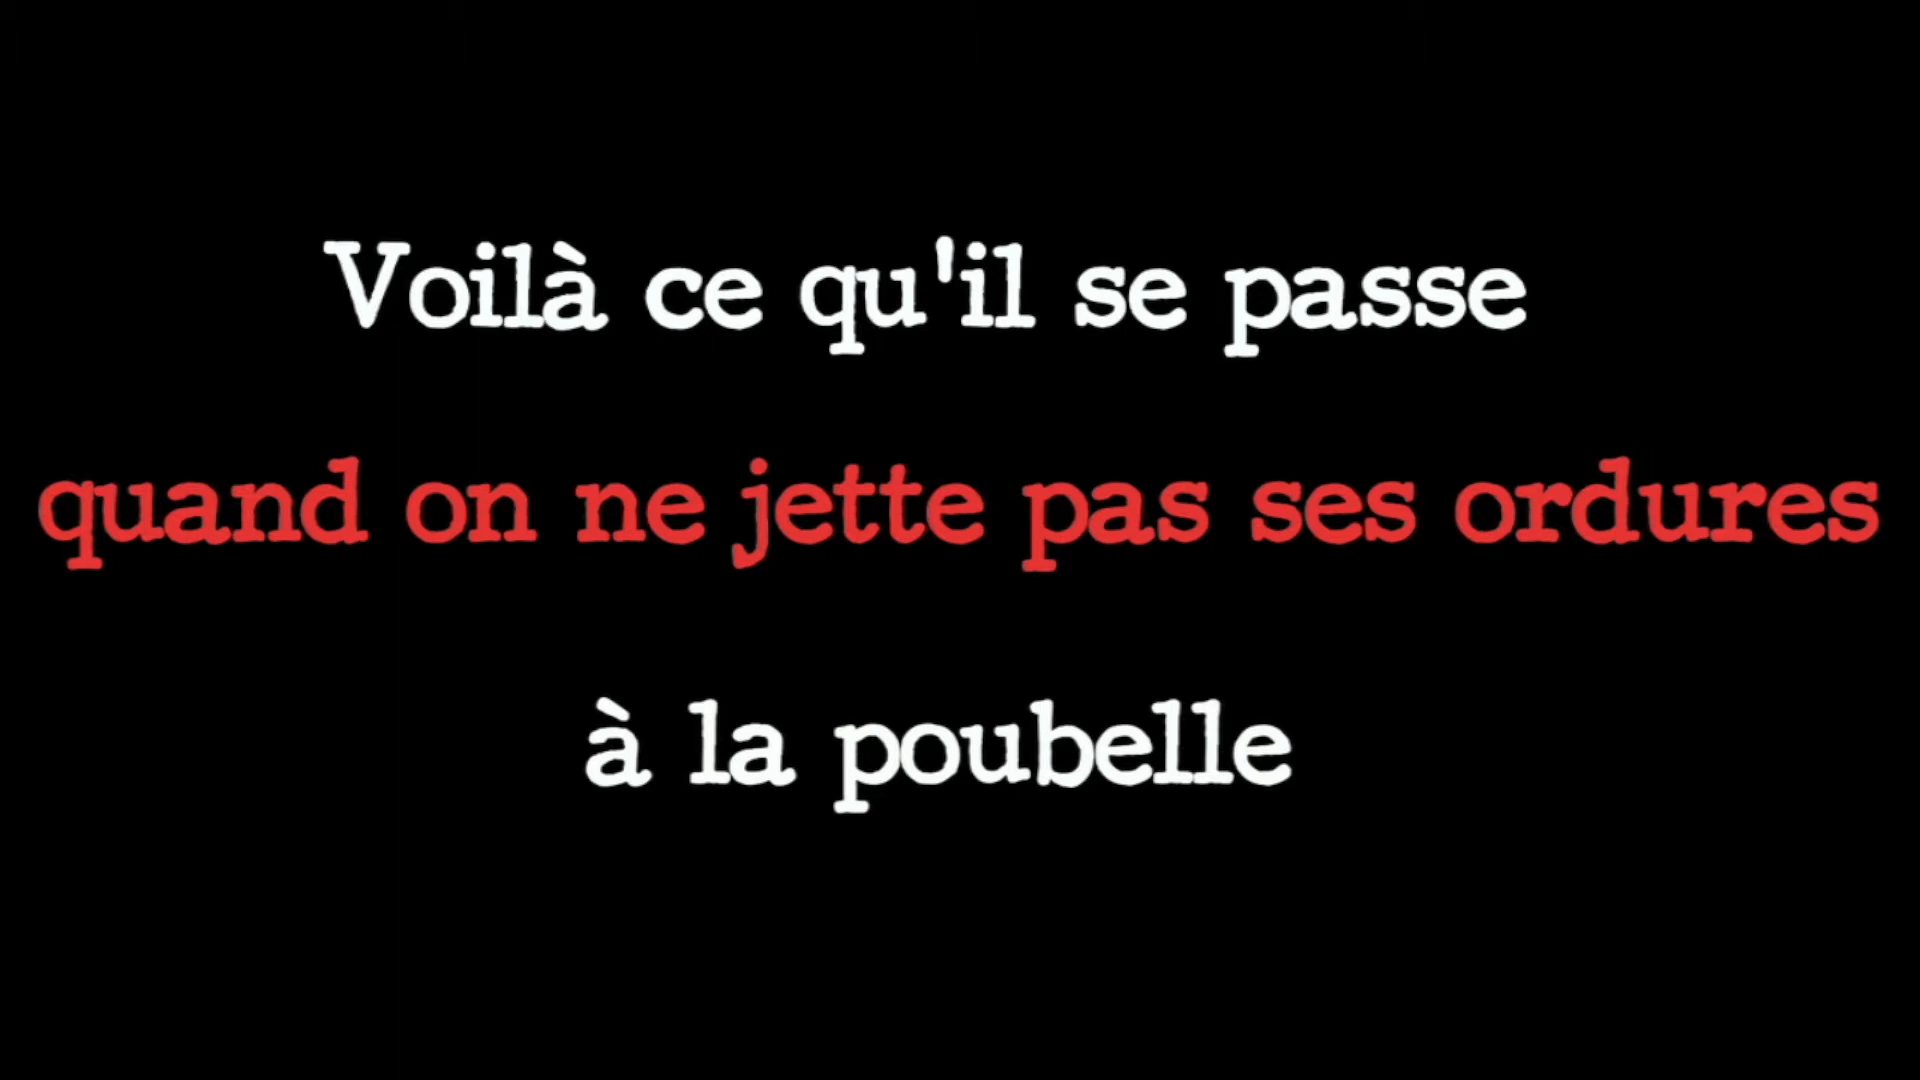 Voilà ce qu'il se passe
quand on ne jette pas ses ordures
à la poubelle